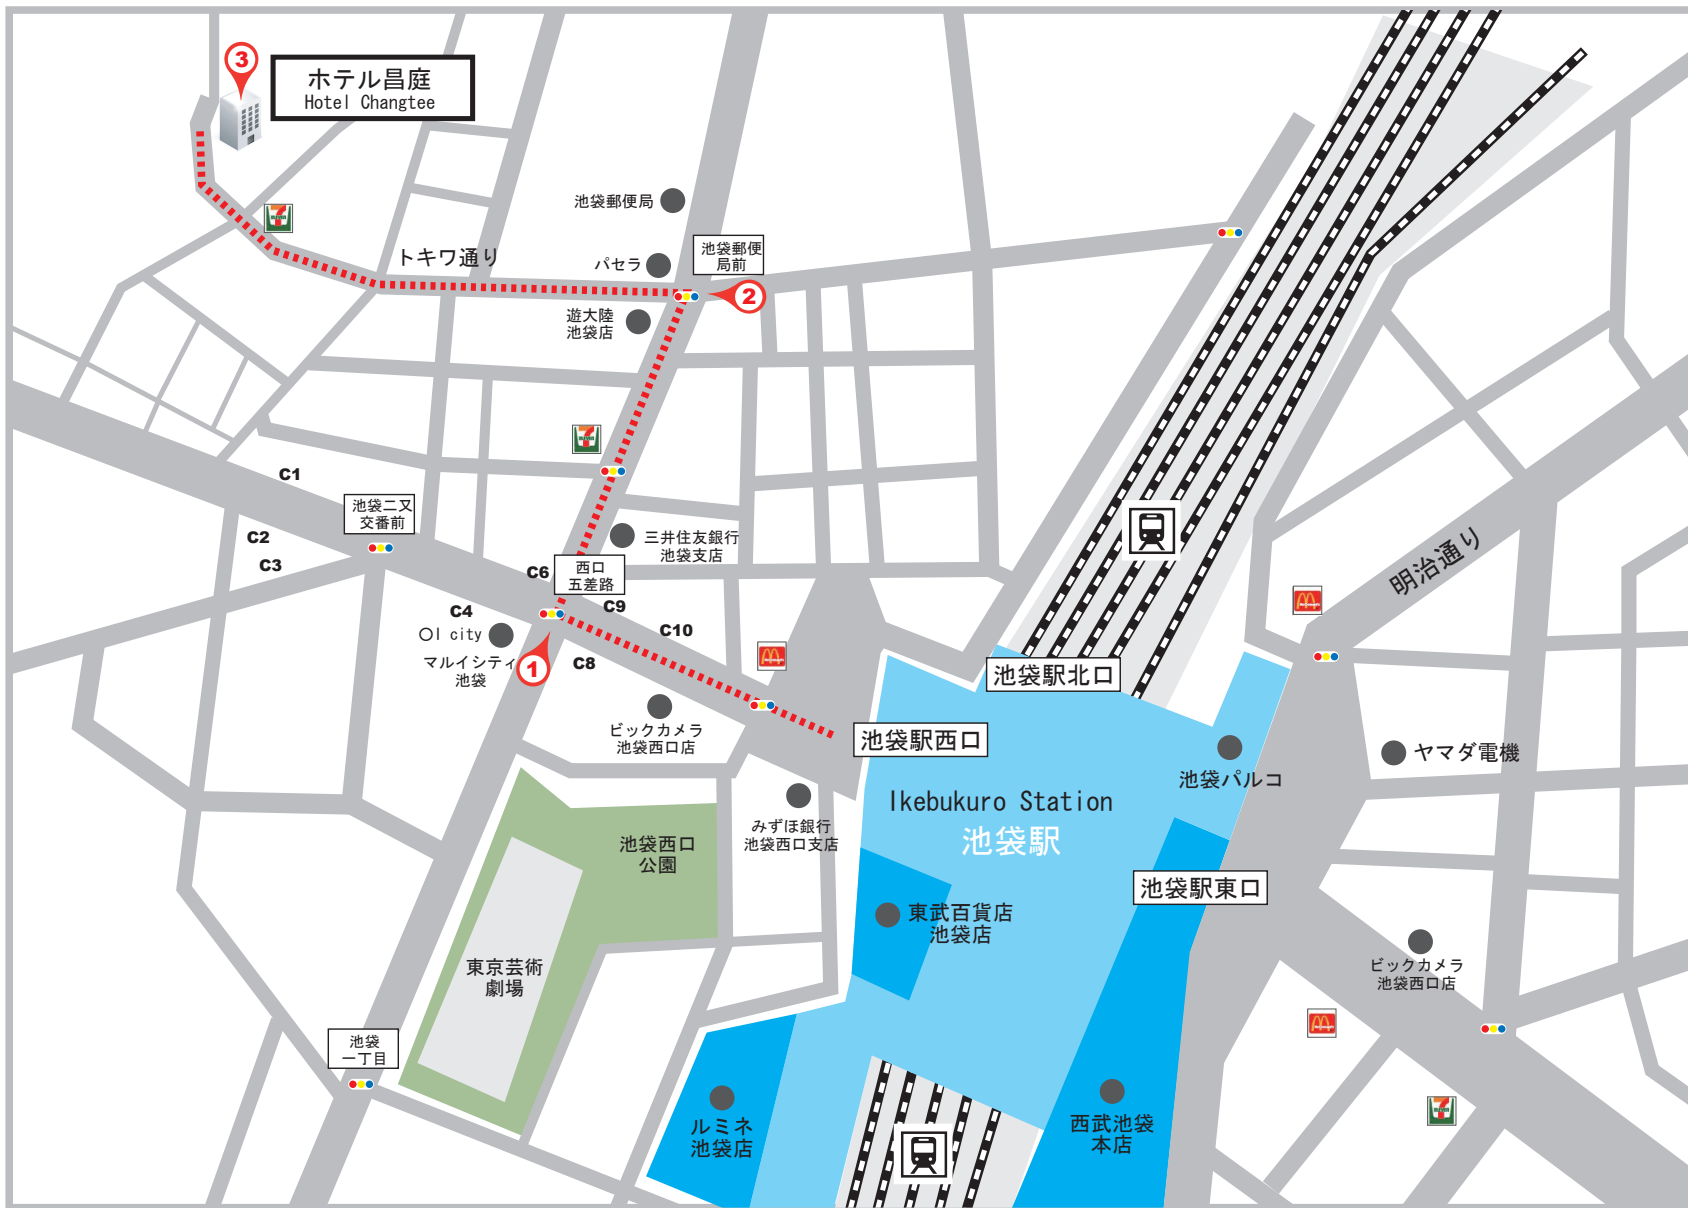 3
ホテル昌庭
Hotel Changtee
池袋郵便局
トキワ通り
パセラ
池袋郵便
局前
2
遊大陸
池袋店
7
ELEVEN
7
ELEVEN
C1
池袋二又
交番前
C2
C3
三井住友銀行
池袋支店
C6
西口
五差路
C9
C4
C10
OI city
マルイシティ
池袋
1
C8
ビックカメラ
池袋西口店
池袋駅北口
池袋駅西口
明治通り
池袋パルコ
ヤマダ電機
Ikebukuro Station
池袋駅
みずほ銀行
池袋西口支店
池袋西口
公園
池袋駅東口
東武百貨店
池袋店
東京芸術
劇場
ビックカメラ
池袋西口店
池袋
一丁目
ルミネ
池袋店
西武池袋
本店
7
ELEVEN